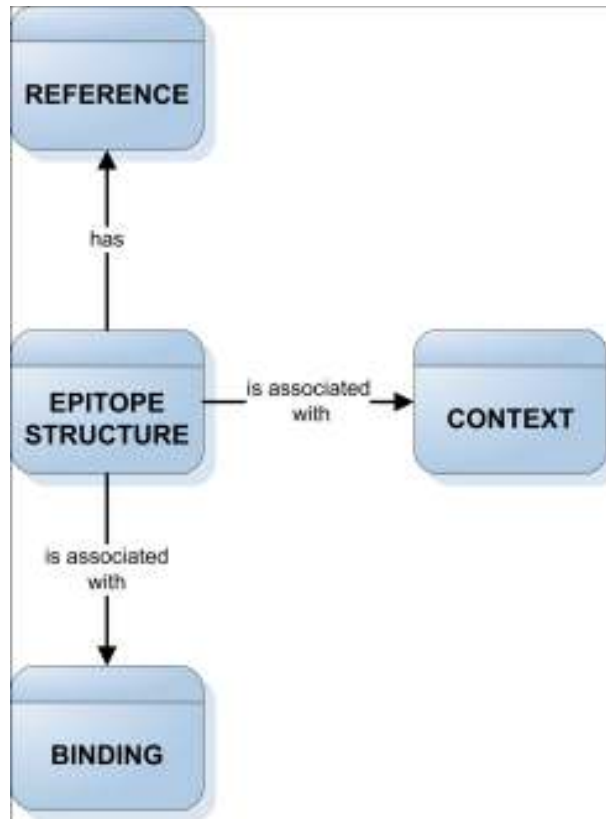 REFERENCE
has
EPITOPE
STRUCTURE
is associated
with
CONTEXT
is associated
with
BINDING